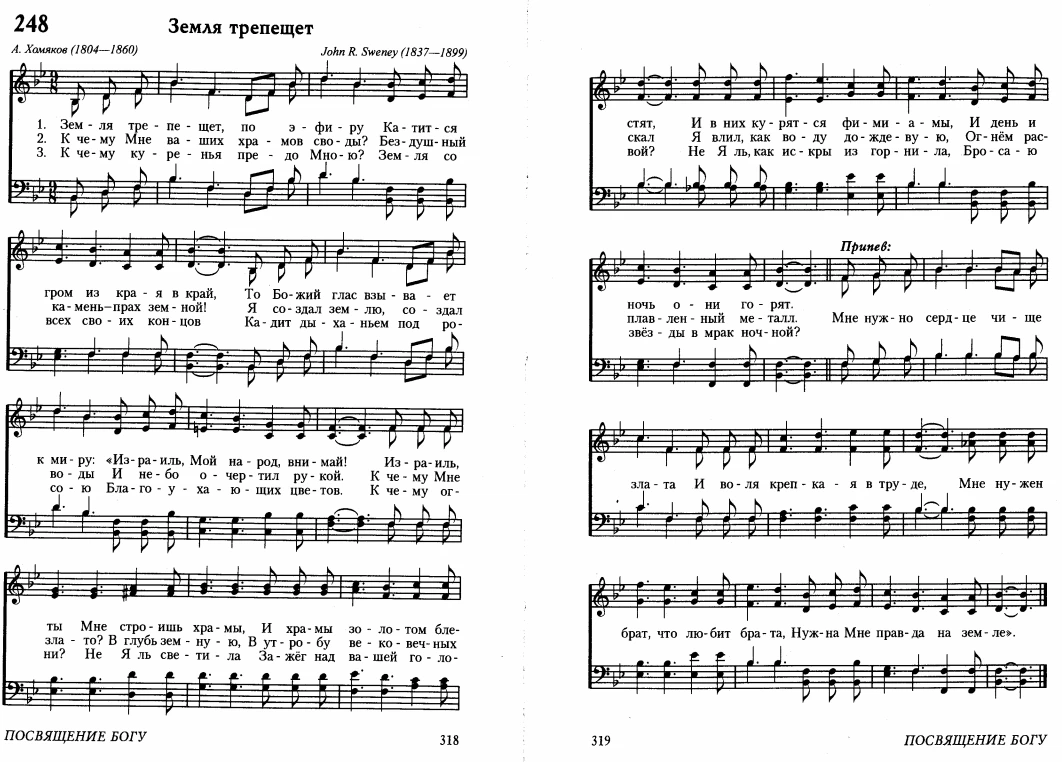 248
Земля трепещет
А. Хомяков (1804—1860)
John R. Sweney (1837—1899)
1. Зем - ля тре - пе - щет, по э - фи - ру Ка - тит - ся
2. К че - му Мне ва - ших хра - мов сво - ды? Без - душ - ный
3. К че - му ку - ре - нья пре - до Мно - ю? Зем - ля со
гром из кра - я в край, То Бо - жий глас взы - ва - ет
ка - мень–прах зем - ной! Я со - здал зем - лю, со - здал
всех сво - их кон - цов Ка - дит ды - ха - ньем под ро -
к ми - ру: «Из - ра - иль, Мой на - род, вни - май! Из - ра - иль,
во - ды И не - бо о - чер - тил ру - кой. К че - му Мне
со - ю Бла - го - у - ха - ю - щих цве - тов. К че - му ог -
ты Мне стро - ишь хра - мы, И хра - мы зо - ло - том бле -
зла - то? В глубь зем - ну - ю, В ут - ро - бу ве - ко - веч - ных
ни? Не Я ль све - ти - ла За - жёг над ва - шей го - ло -
ПОСВЯЩЕНИЕ БОГУ
318
стят, И в них ку - рят - ся фи - ми - а - мы, И день и
скал Я влил, как во - ду до - жде - ву - ю, Ог - нём рас -
вой? Не Я ль, как ис - кры из гор - ни - ла, Бро - са - ю
Припев:
ночь о - ни го - рят.
плав - лен - ный ме - талл. Мне нуж - но серд - це чи - ще
звёз - ды в мрак ноч - ной?
зла - та И во - ля креп - ка - я в тру - де, Мне ну - жен
брат, что лю - бит бра - та, Нуж - на Мне прав - да на зем - ле».
319
ПОСВЯЩЕНИЕ БОГУ